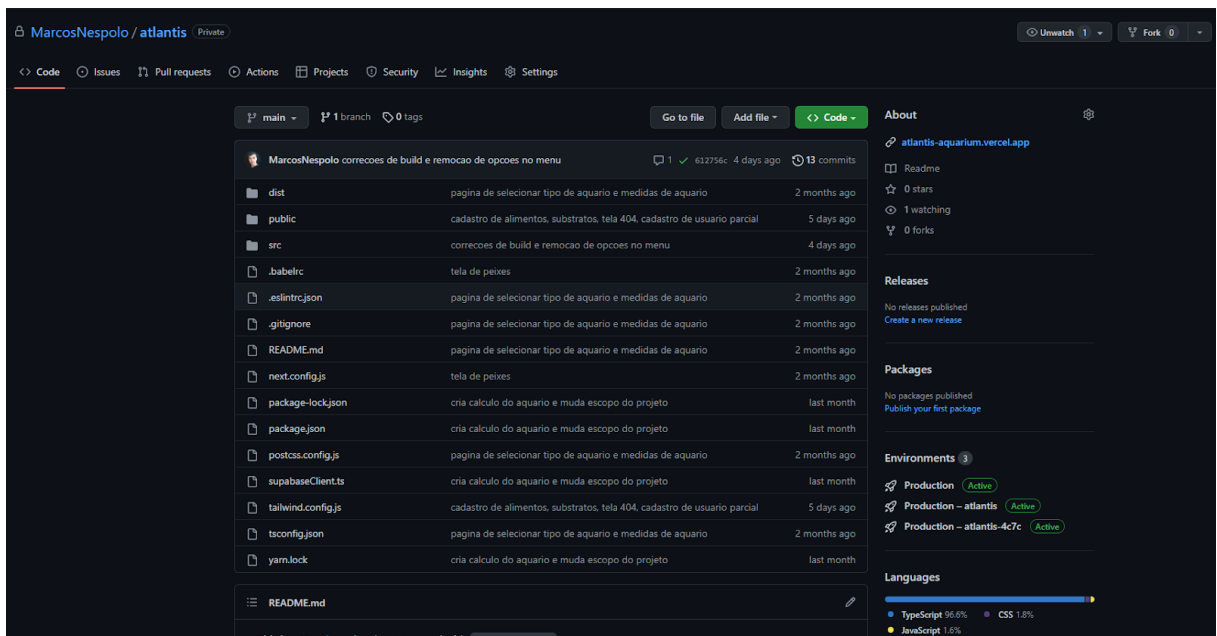 MarcosNespolo / atlantis Private
Unwatch 1 Fork 0
Code Issues Pull requests Actions Projects Security Insights Settings
main 1 branch 0 tags Go to file Add file Code
MarcosNespolo correcoes de build e remocao de opcoes no menu 1 612756c 4 days ago 13 commits
dist pagina de selecionar tipo de aquario e medidas de aquario 2 months ago
public cadastro de alimentos, substratos, tela 404, cadastro de usuario parcial 5 days ago
src correcoes de build e remocao de opcoes no menu 4 days ago
.babelrc tela de peixes 2 months ago
.eslintrc.json pagina de selecionar tipo de aquario e medidas de aquario 2 months ago
.gitignore pagina de selecionar tipo de aquario e medidas de aquario 2 months ago
README.md pagina de selecionar tipo de aquario e medidas de aquario 2 months ago
next.config.js tela de peixes 2 months ago
package-lock.json cria calculo do aquario e muda escopo do projeto last month
package.json cria calculo do aquario e muda escopo do projeto last month
postcss.config.js pagina de selecionar tipo de aquario e medidas de aquario 2 months ago
supabaseClient.ts cria calculo do aquario e muda escopo do projeto last month
tailwind.config.js cadastro de alimentos, substratos, tela 404, cadastro de usuario parcial 5 days ago
tsconfig.json pagina de selecionar tipo de aquario e medidas de aquario 2 months ago
yarn.lock cria calculo do aquario e muda escopo do projeto last month
README.md
About
atlantis-aquarium.vercel.app
Readme
0 stars
1 watching
0 forks
Releases
No releases published
Create a new release
Packages
No packages published
Publish your first package
Environments 3
Production Active
Production – atlantis Active
Production – atlantis-4c7c Active
Languages
TypeScript 96.6% CSS 1.8%
JavaScript 1.6%